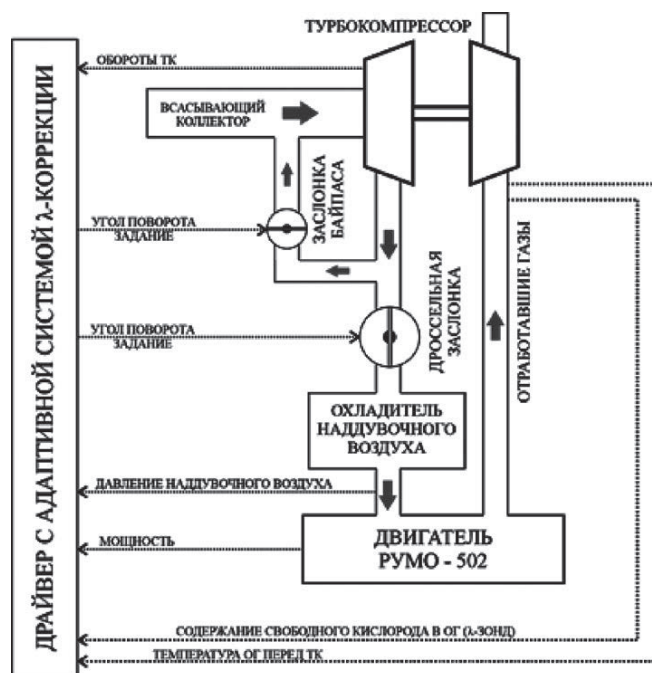 ТУРБОКОМПРЕССОР
ОБОРОТЫ ТК
ВСАСЫВАЮЩИЙ
КОЛЛЕКТОР
ЗАСЛОНКА
БАЙПАСА
УГОЛ ПОВОРОТА
ЗАДАНИЕ
ДРОССЕЛЬНАЯ
ЗАСЛОНКА
ОТРАБОТАВШИЕ ГАЗЫ
УГОЛ ПОВОРОТА
ЗАДАНИЕ
ДРАЙВЕР С АДАПТИВНОЙ СИСТЕМОЙ λ-КОРРЕКЦИИ
ОХЛАДИТЕЛЬ
НАДДУВОЧНОГО
ВОЗДУХА
ДАВЛЕНИЕ НАДДУВОЧНОГО ВОЗДУХА
МОЩНОСТЬ
ДВИГАТЕЛЬ
РУМО - 502
СОДЕРЖАНИЕ СВОБОДНОГО КИСЛОРОДА В ОГ (λ-ЗОНД)
ТЕМПЕРАТУРА ОГ ПЕРЕД ТК